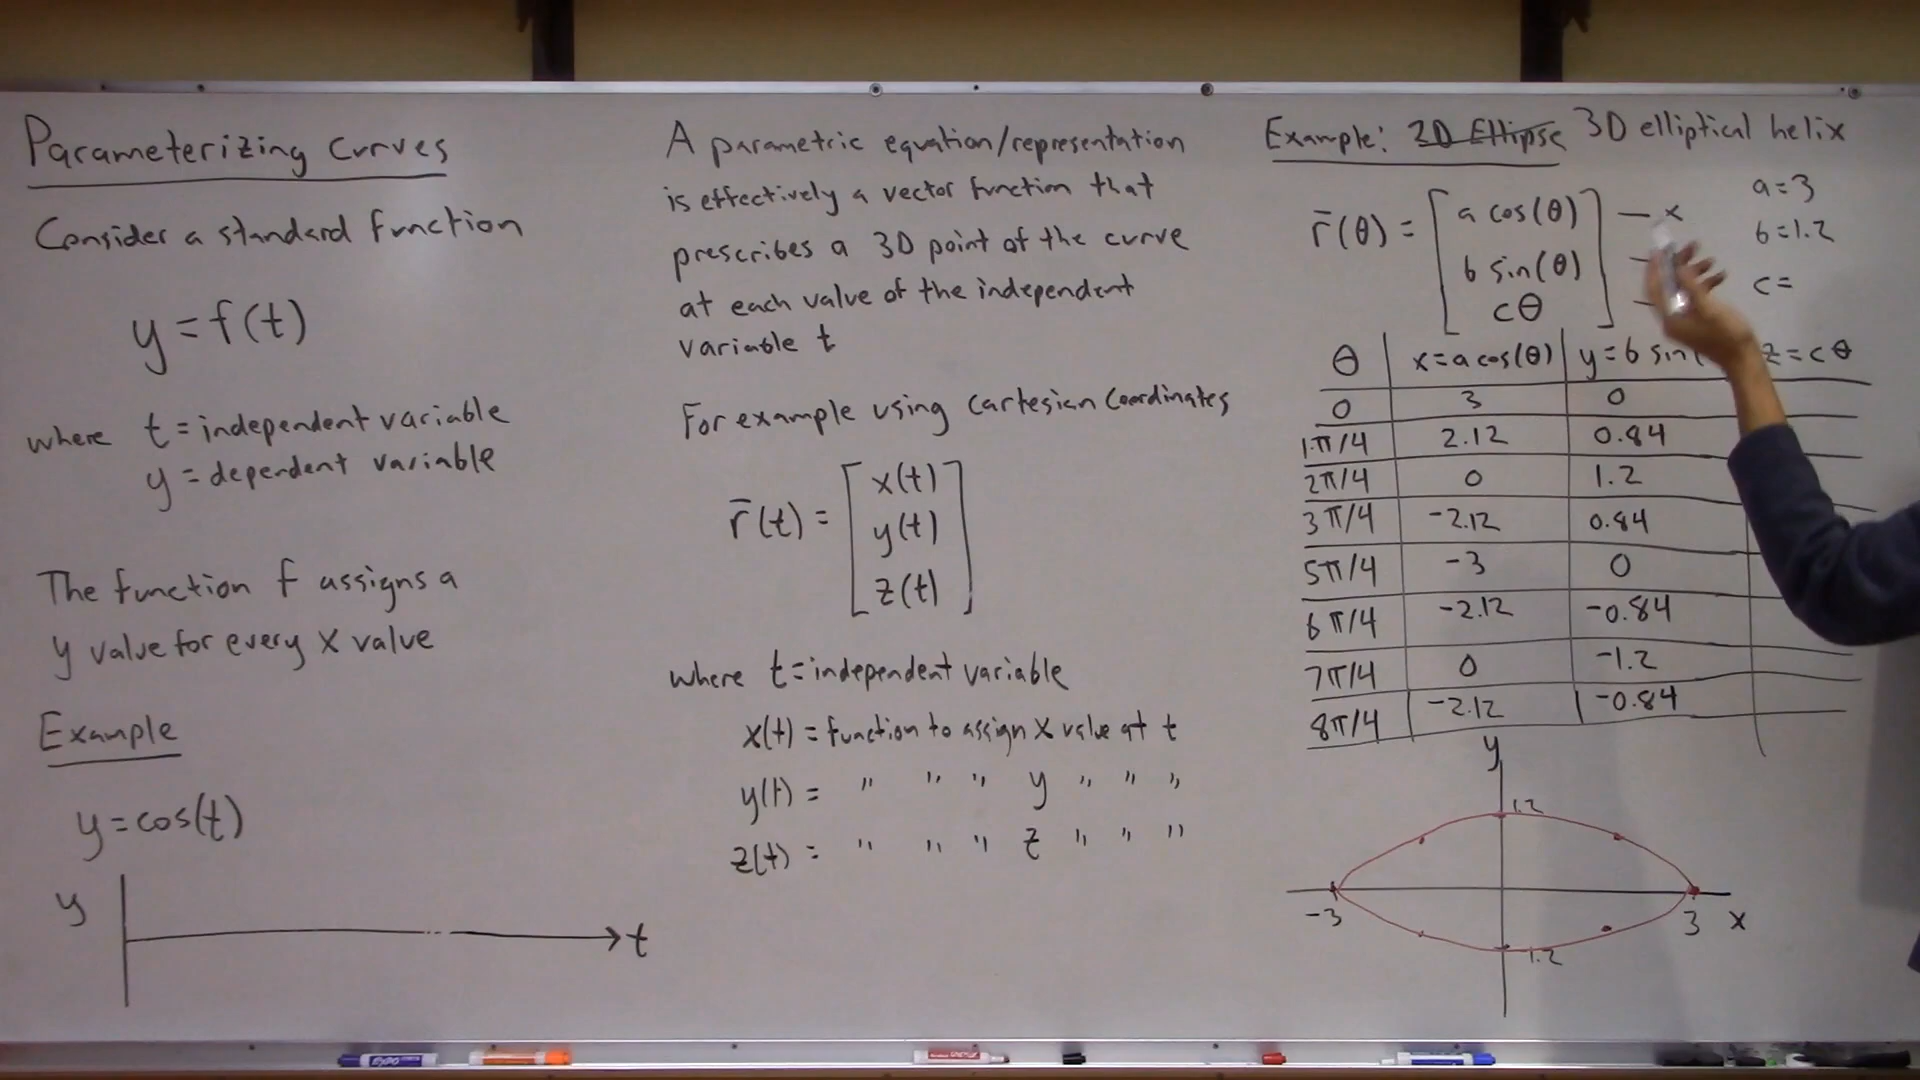 Parameterizing curves
Consider a standard function
y = f(t)
where t = independent variable
y = dependent variable
The function f assigns a
y value for every x value
Example
y = cos(t)
y
t
A parametric equation/representation
is effectively a vector function that
prescribes a 3D point of the curve
at each value of the independent
variable t
For example using Cartesian Coordinates
r̄(t) = [ x(t)
y(t)
z(t) ]
where t = independent variable
x(t) = function to assign x value at t
y(t) = " " " y " " "
z(t) = " " " z " " "
Example: 2D Ellipse 3D elliptical helix
r̄(θ) = [ a cos(θ) ] — x
b sin(θ) —
cθ —
a = 3
b = 1.2
c =
θ | x = a cos(θ) | y = b sin( z = cθ
0 3 0
1π/4 2.12 0.84
2π/4 0 1.2
3π/4 -2.12 0.84
5π/4 -3 0
6π/4 -2.12 -0.84
7π/4 0 -1.2
8π/4 -2.12 -0.84
y
1.2
-3 3 x
-1.2
EXPO